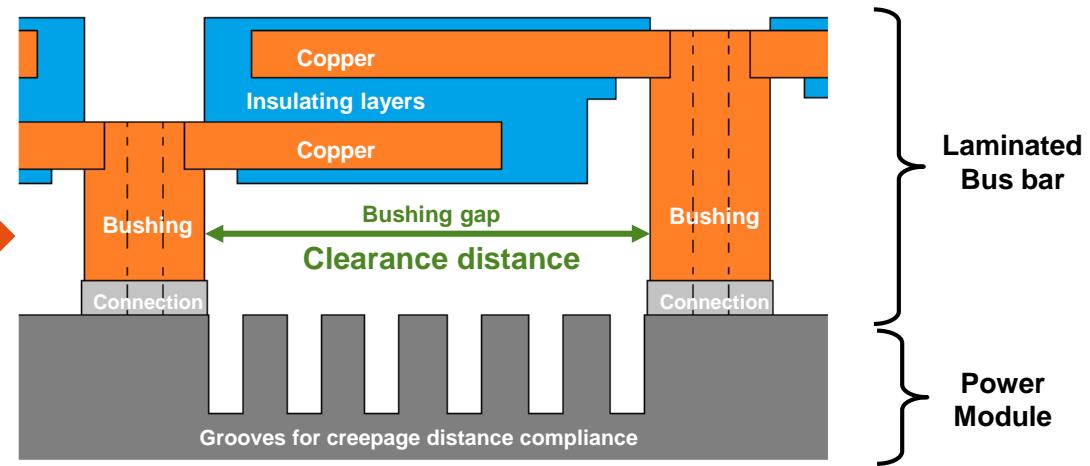 Copper
Insulating layers
Copper
Laminated
Bus bar
Bushing
Bushing gap
Bushing
Clearance distance
Connection
Connection
Power
Module
Grooves for creepage distance compliance